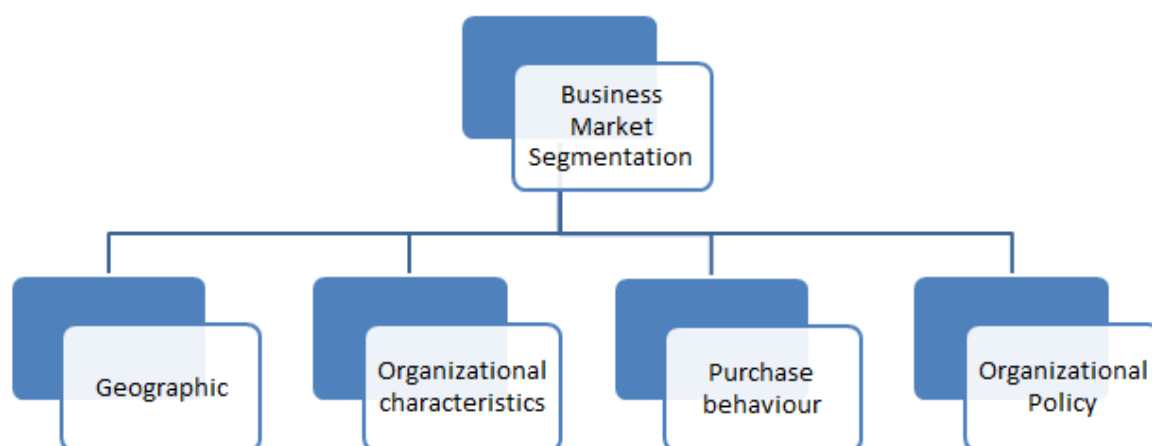 Business
Market
Segmentation
Geographic
Organizational
characteristics
Purchase
behaviour
Organizational
Policy